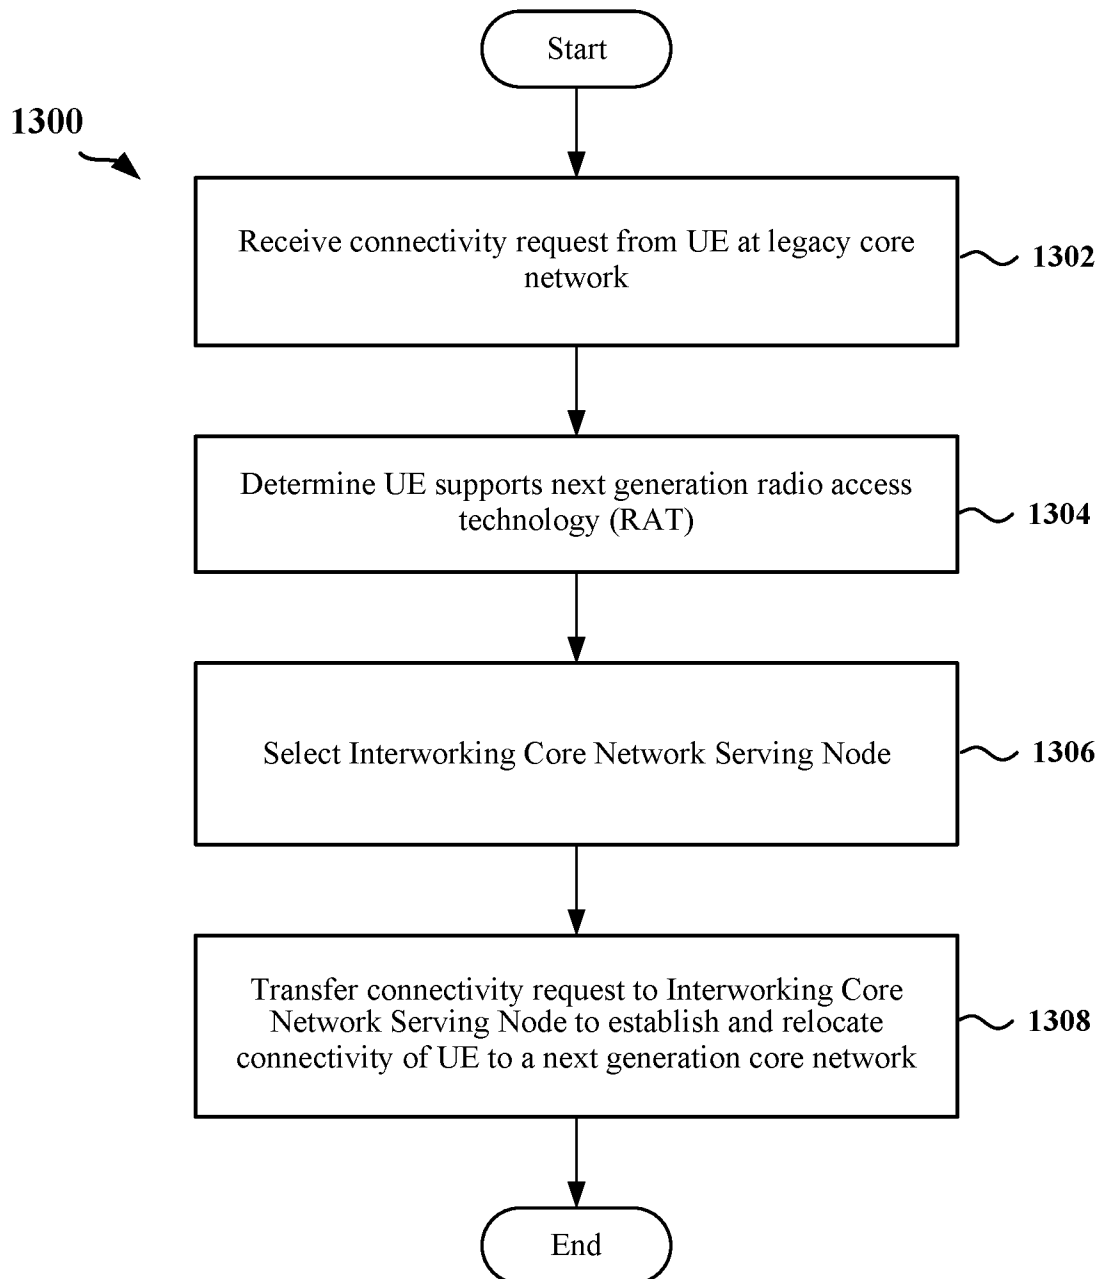 Start
1300
Receive connectivity request from UE at legacy core
network
1302
Determine UE supports next generation radio access
technology (RAT)
1304
Select Interworking Core Network Serving Node
1306
Transfer connectivity request to Interworking Core
Network Serving Node to establish and relocate
connectivity of UE to a next generation core network
1308
End